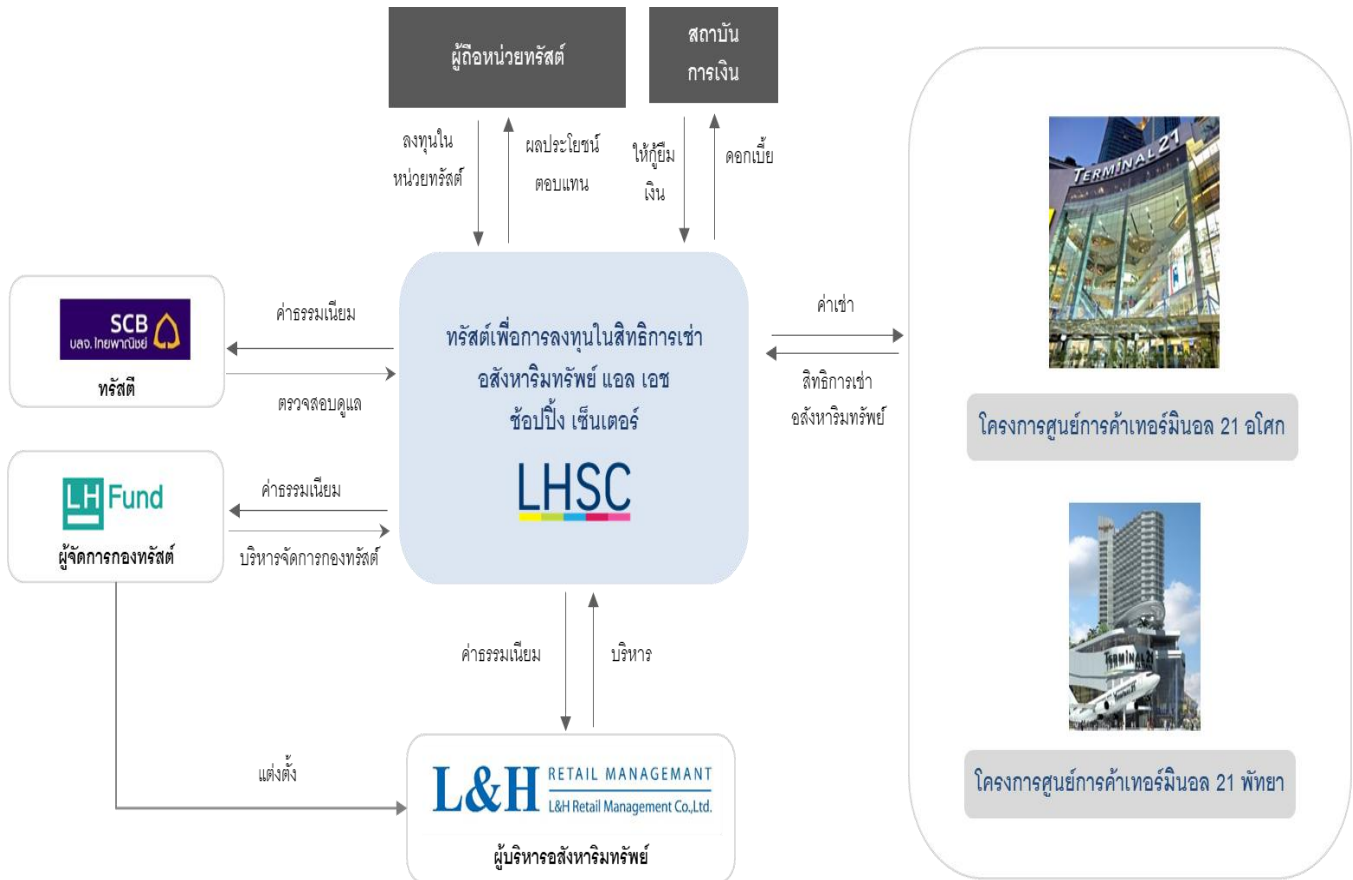 ผู้ถือหน่วยทรัสต์
สถาบัน
การเงิน
ลงทุนใน
หน่วยทรัสต์
ผลประโยชน์
ตอบแทน
ให้กู้ยืม
เงิน
ดอกเบี้ย
TERMINAL 21
SCB
บลจ. ไทยพาณิชย์
ทรัสตี
ค่าธรรมเนียม
ตรวจสอบดูแล
ทรัสต์เพื่อการลงทุนในสิทธิการเช่า
อสังหาริมทรัพย์ แอล เอช
ช้อปปิ้ง เซ็นเตอร์
LHSC
ค่าเช่า
สิทธิการเช่า
อสังหาริมทรัพย์
โครงการศูนย์การค้าเทอร์มินอล 21 อโศก
LH Fund
ผู้จัดการกองทรัสต์
ค่าธรรมเนียม
บริหารจัดการกองทรัสต์
ค่าธรรมเนียม
บริหาร
TERMINAL 21
แต่งตั้ง
L&H RETAIL MANAGEMANT
L&H Retail Management Co.,Ltd.
ผู้บริหารอสังหาริมทรัพย์
โครงการศูนย์การค้าเทอร์มินอล 21 พัทยา